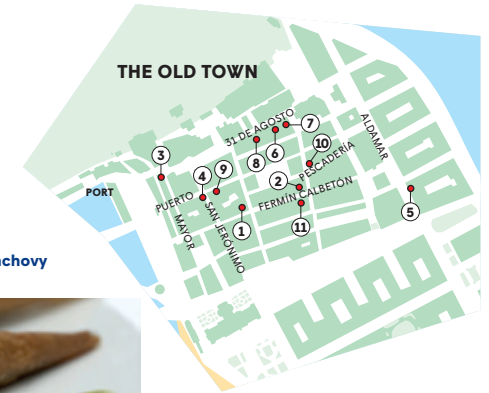 THE OLD TOWN
31 DE AGOSTO
7
3
10
ALDAMAR
6
8
4
9
PESCADERÍA
2
PORT
PUERTO
FERMÍN CALBETÓN
5
MAYOR
SAN JERÓNIMO
1
11
chovy